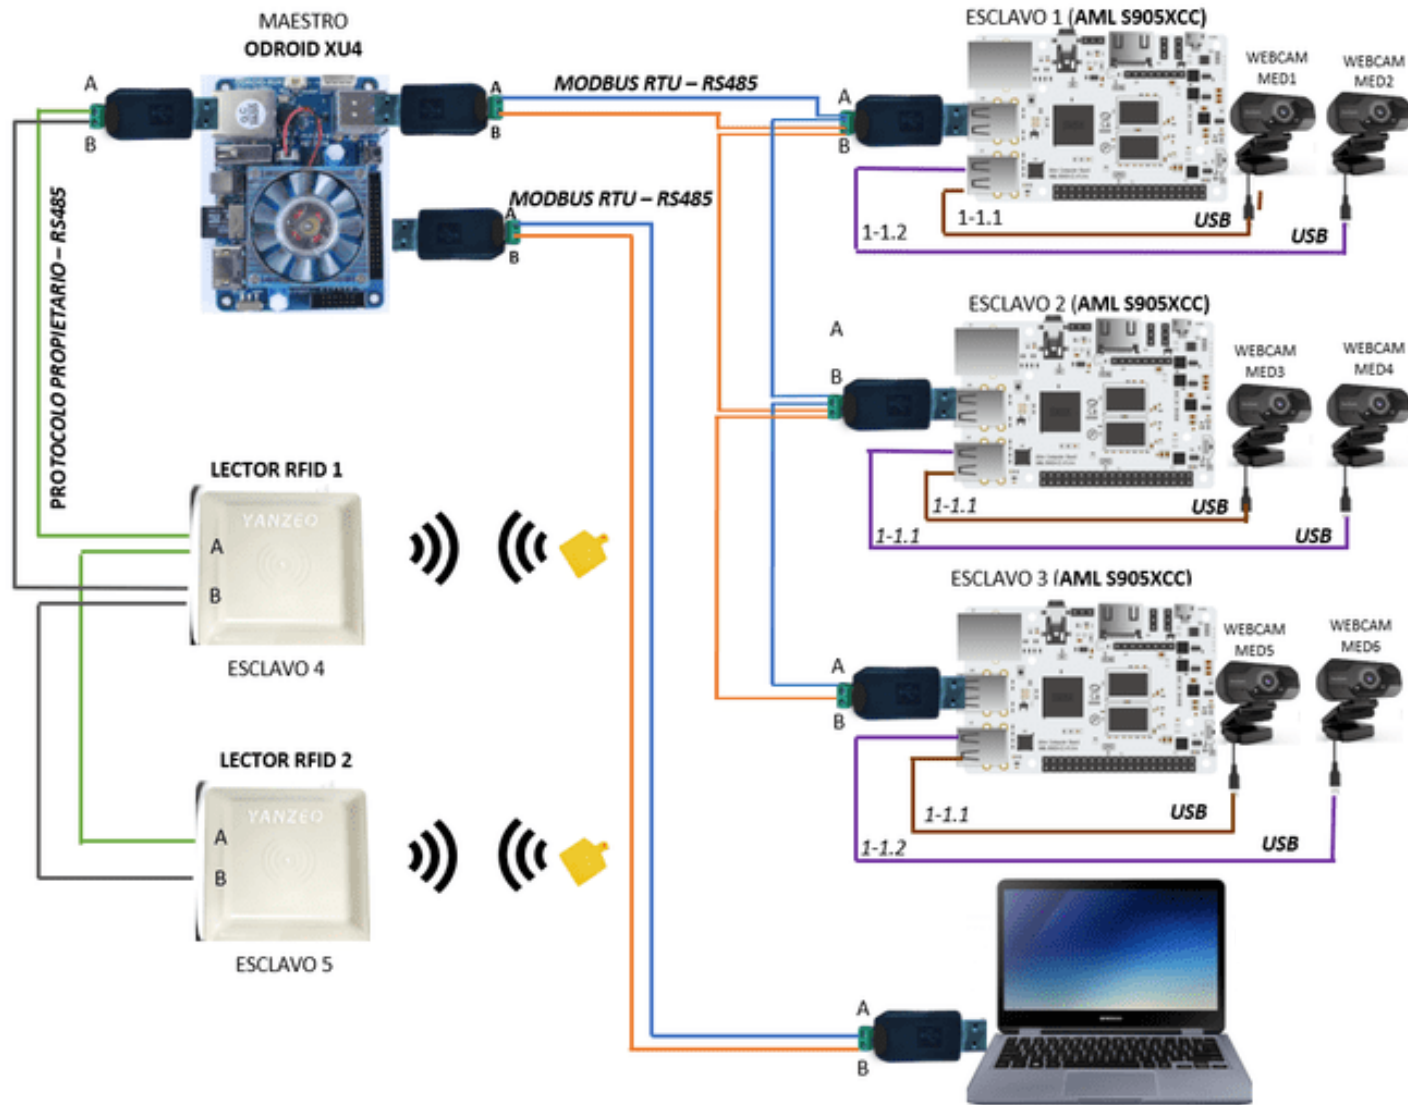 MAESTRO
ODROID XU4
A
B
A
B
MODBUS RTU – RS485
A
B
MODBUS RTU – RS485
PROTOCOLO PROPIETARIO – RS485
ESCLAVO 1 (AML S905XCC)
A
B
WEBCAM
MED1
WEBCAM
MED2
1-1.2
1-1.1
USB
USB
ESCLAVO 2 (AML S905XCC)
A
B
WEBCAM
MED3
WEBCAM
MED4
1-1.1
1-1.1
USB
USB
ESCLAVO 3 (AML S905XCC)
A
B
WEBCAM
MED5
WEBCAM
MED6
1-1.1
1-1.2
USB
USB
LECTOR RFID 1
YANZEO
A
B
ESCLAVO 4
LECTOR RFID 2
YANZEO
A
B
ESCLAVO 5
A
B